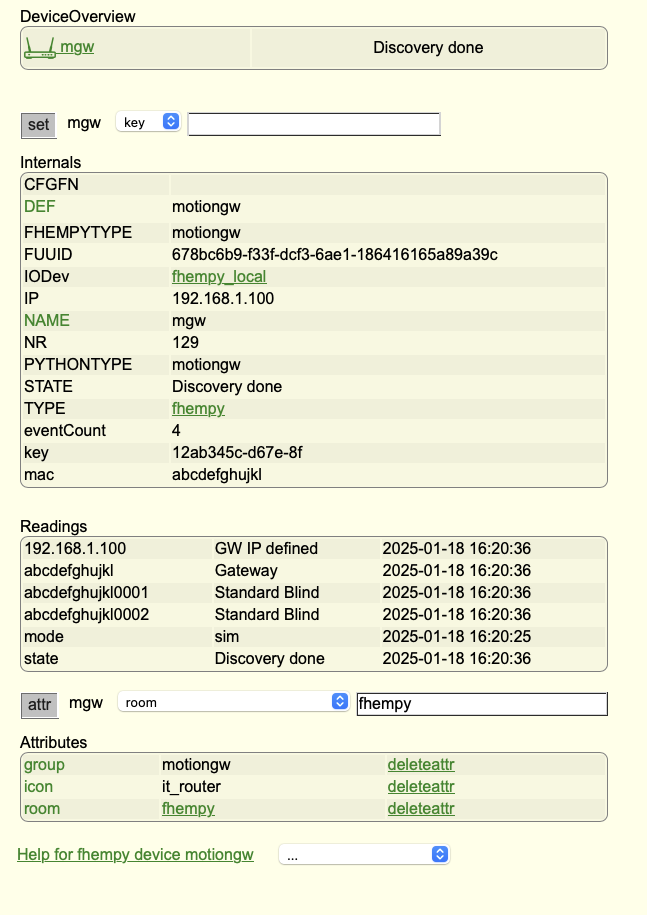 DeviceOverview
mgw Discovery done
set mgw key
Internals
CFGFN
DEF motiongw
FHEMPYTYPE motiongw
FUUID 678bc6b9-f33f-dcf3-6ae1-186416165a89a39c
IODev fhempy_local
IP 192.168.1.100
NAME mgw
NR 129
PYTHONTYPE motiongw
STATE Discovery done
TYPE fhempy
eventCount 4
key 12ab345c-d67e-8f
mac abcdefghujkl
Readings
192.168.1.100 GW IP defined 2025-01-18 16:20:36
abcdefghujkl Gateway 2025-01-18 16:20:36
abcdefghujkl0001 Standard Blind 2025-01-18 16:20:36
abcdefghujkl0002 Standard Blind 2025-01-18 16:20:36
mode sim 2025-01-18 16:20:25
state Discovery done 2025-01-18 16:20:36
attr mgw room fhempy
Attributes
group motiongw deleteattr
icon it_router deleteattr
room fhempy deleteattr
Help for fhempy device motiongw ...